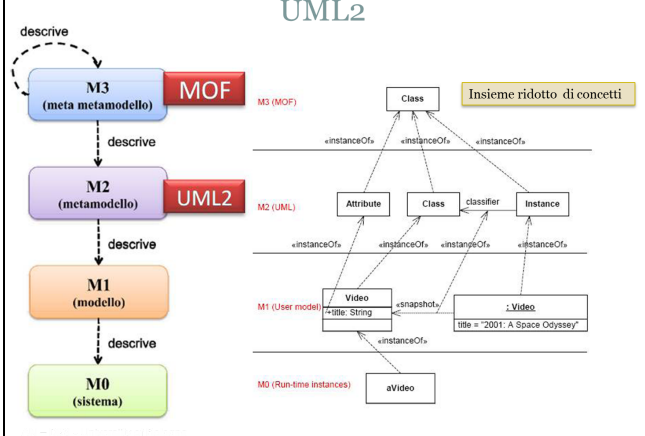 UML2
descrive
M3
(meta metamodello)
MOF
descrive
M2
(metamodello)
UML2
descrive
M1
(modello)
descrive
M0
(sistema)
Insieme ridotto di concetti
M3 (MOF)
Class
«instanceOf» «instanceOf» «instanceOf»
M2 (UML)
Attribute
Class
classifier
Instance
«instanceOf» «instanceOf» «instanceOf» «instanceOf»
M1 (User model)
Video
+title: String
«snapshot»
: Video
title = "2001: A Space Odyssey"
«instanceOf»
M0 (Run-time instances)
aVideo